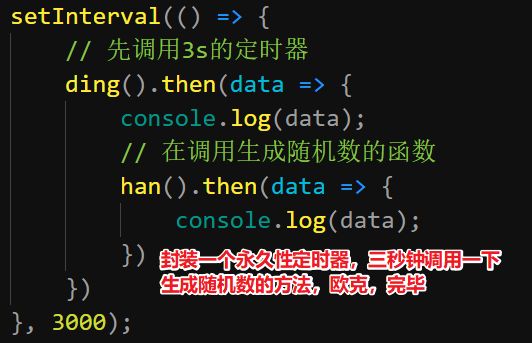 setInterval(() => {
// 先调用3s的定时器
ding().then(data => {
console.log(data);
// 在调用生成随机数的函数
han().then(data => {
console.log(data);
})
封装一个永久性定时器，三秒钟调用一下
生成随机数的方法，欧克，完毕
})
}, 3000);